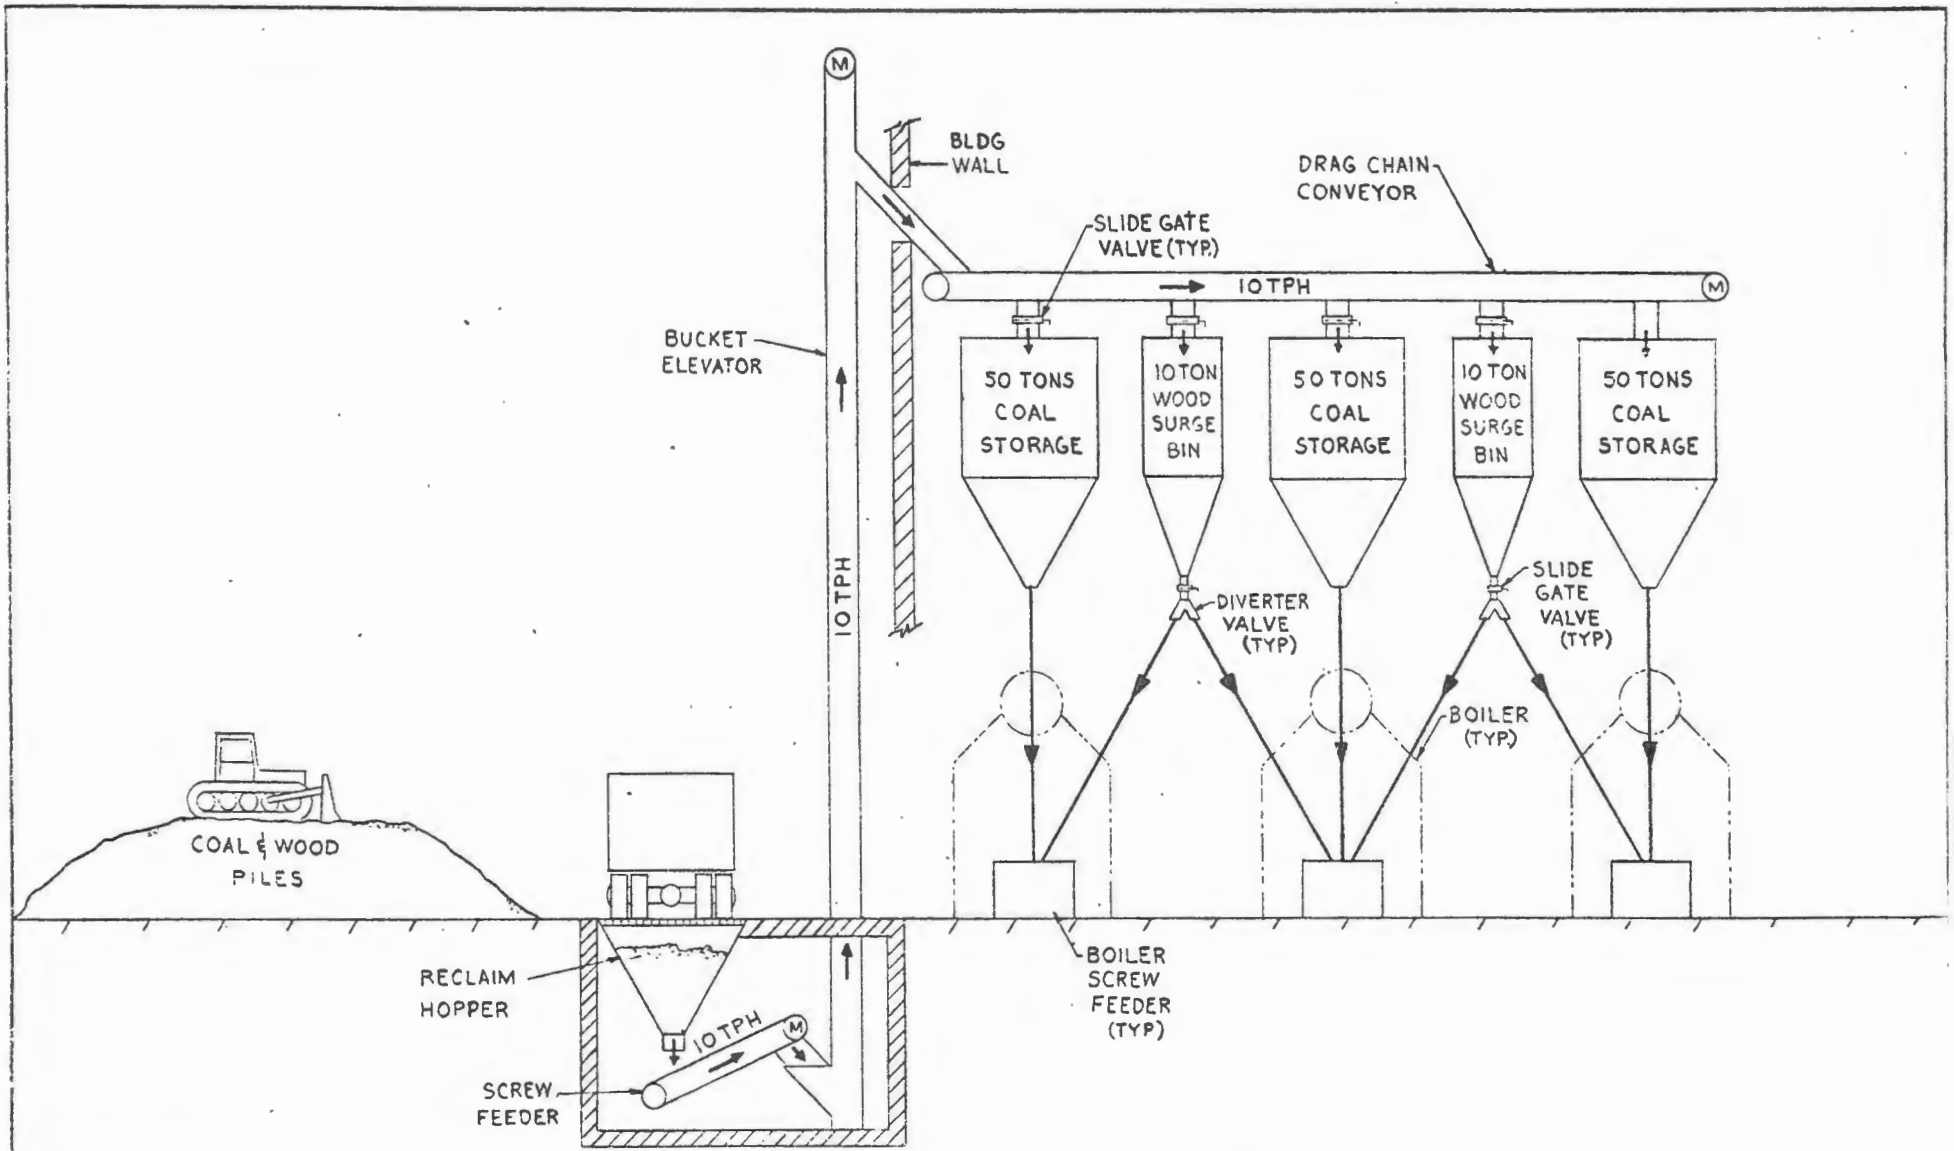 M
BLDG
WALL
DRAG CHAIN
CONVEYOR
SLIDE GATE
VALVE (TYP.)
10 TPH
M
BUCKET
ELEVATOR
50 TONS
COAL
STORAGE
10 TON
WOOD
SURGE
BIN
50 TONS
COAL
STORAGE
10 TON
WOOD
SURGE
BIN
50 TONS
COAL
STORAGE
10 TPH
DIVERTER
VALVE
(TYP)
SLIDE
GATE
VALVE
(TYP)
BOILER
(TYP.)
COAL & WOOD
PILES
RECLAIM
HOPPER
10 TPH
M
SCREW
FEEDER
BOILER
SCREW
FEEDER
(TYP)